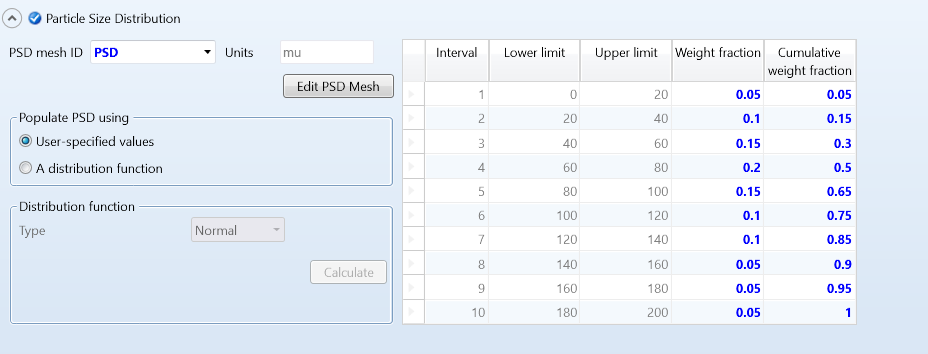 Particle Size Distribution
PSD mesh ID PSD Units mu
Edit PSD Mesh
Populate PSD using
User-specified values
A distribution function
Distribution function
Type Normal
Calculate
Interval Lower limit Upper limit Weight fraction Cumulative weight fraction
1 0 20 0.05 0.05
2 20 40 0.1 0.15
3 40 60 0.15 0.3
4 60 80 0.2 0.5
5 80 100 0.15 0.65
6 100 120 0.1 0.75
7 120 140 0.1 0.85
8 140 160 0.05 0.9
9 160 180 0.05 0.95
10 180 200 0.05 1